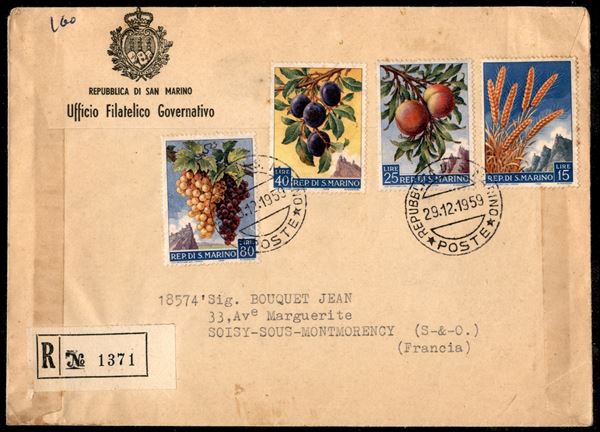 160
REPUBBLICA DI SAN MARINO
Ufficio Filatelico Governativo
LIRE 40 REP. DI S. MARINO
LIRE 25 REP. DI S. MARINO
REP. DI S. MARINO LIRE 15
REP. DI S. MARINO LIRE 80
.12.1959
POSTE
REPUBBL MARINO
29.12.1959
POSTE
18574'Sig. BOUQUET JEAN
33,Ave Marguerite
SOISY-SOUS-MONTMORENCY (S-&-O.)
(Francia)
R № 1371